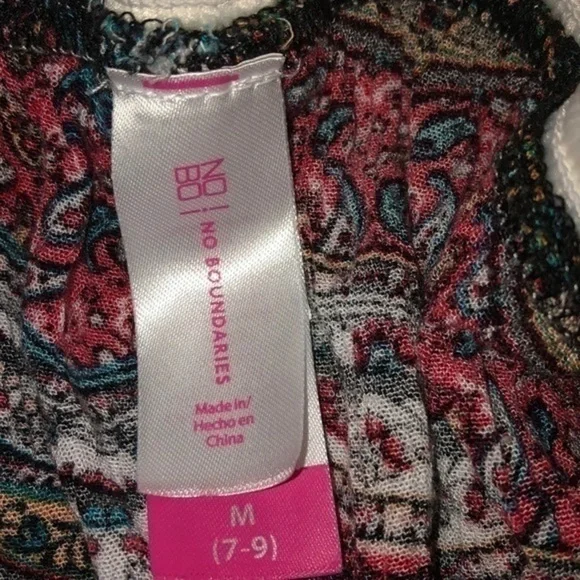 NO
BO
NO BOUNDARIES
Made in/
Hecho en
China
M
(7-9)